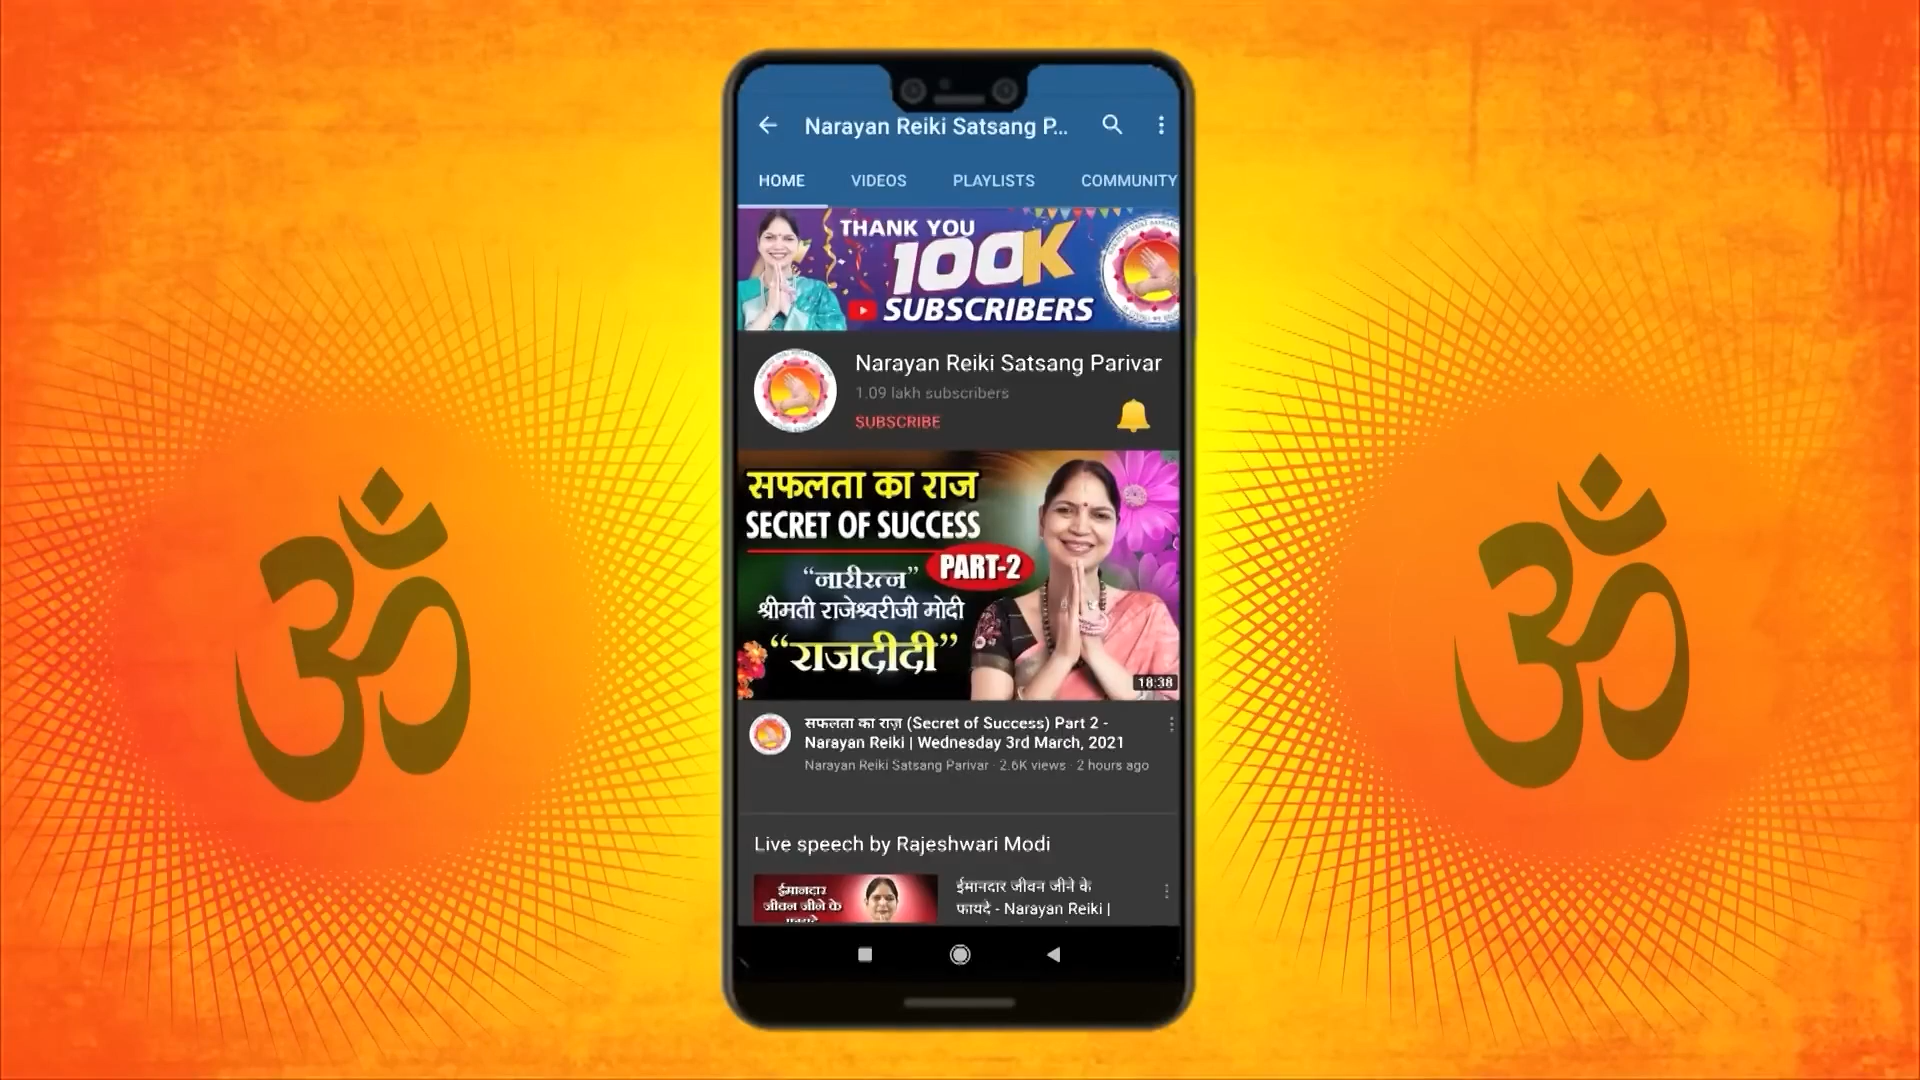 Narayan Reiki Satsang P...
HOME VIDEOS PLAYLISTS COMMUNITY
THANK YOU
100K
SUBSCRIBERS
Narayan Reiki Satsang Parivar
1.09 lakh subscribers
SUBSCRIBE
सफलता का राज
SECRET OF SUCCESS
PART-2
“नारीरत्न”
श्रीमती राजेश्वरीजी मोदी
“राजदीदी”
18:38
सफलता का राज़ (Secret of Success) Part 2 -
Narayan Reiki | Wednesday 3rd March, 2021
Narayan Reiki Satsang Parivar · 2.6K views · 2 hours ago
Live speech by Rajeshwari Modi
ईमानदार
जीवन जीने के
ईमानदार जीवन जीने के
फायदे - Narayan Reiki |
ॐ
ॐ